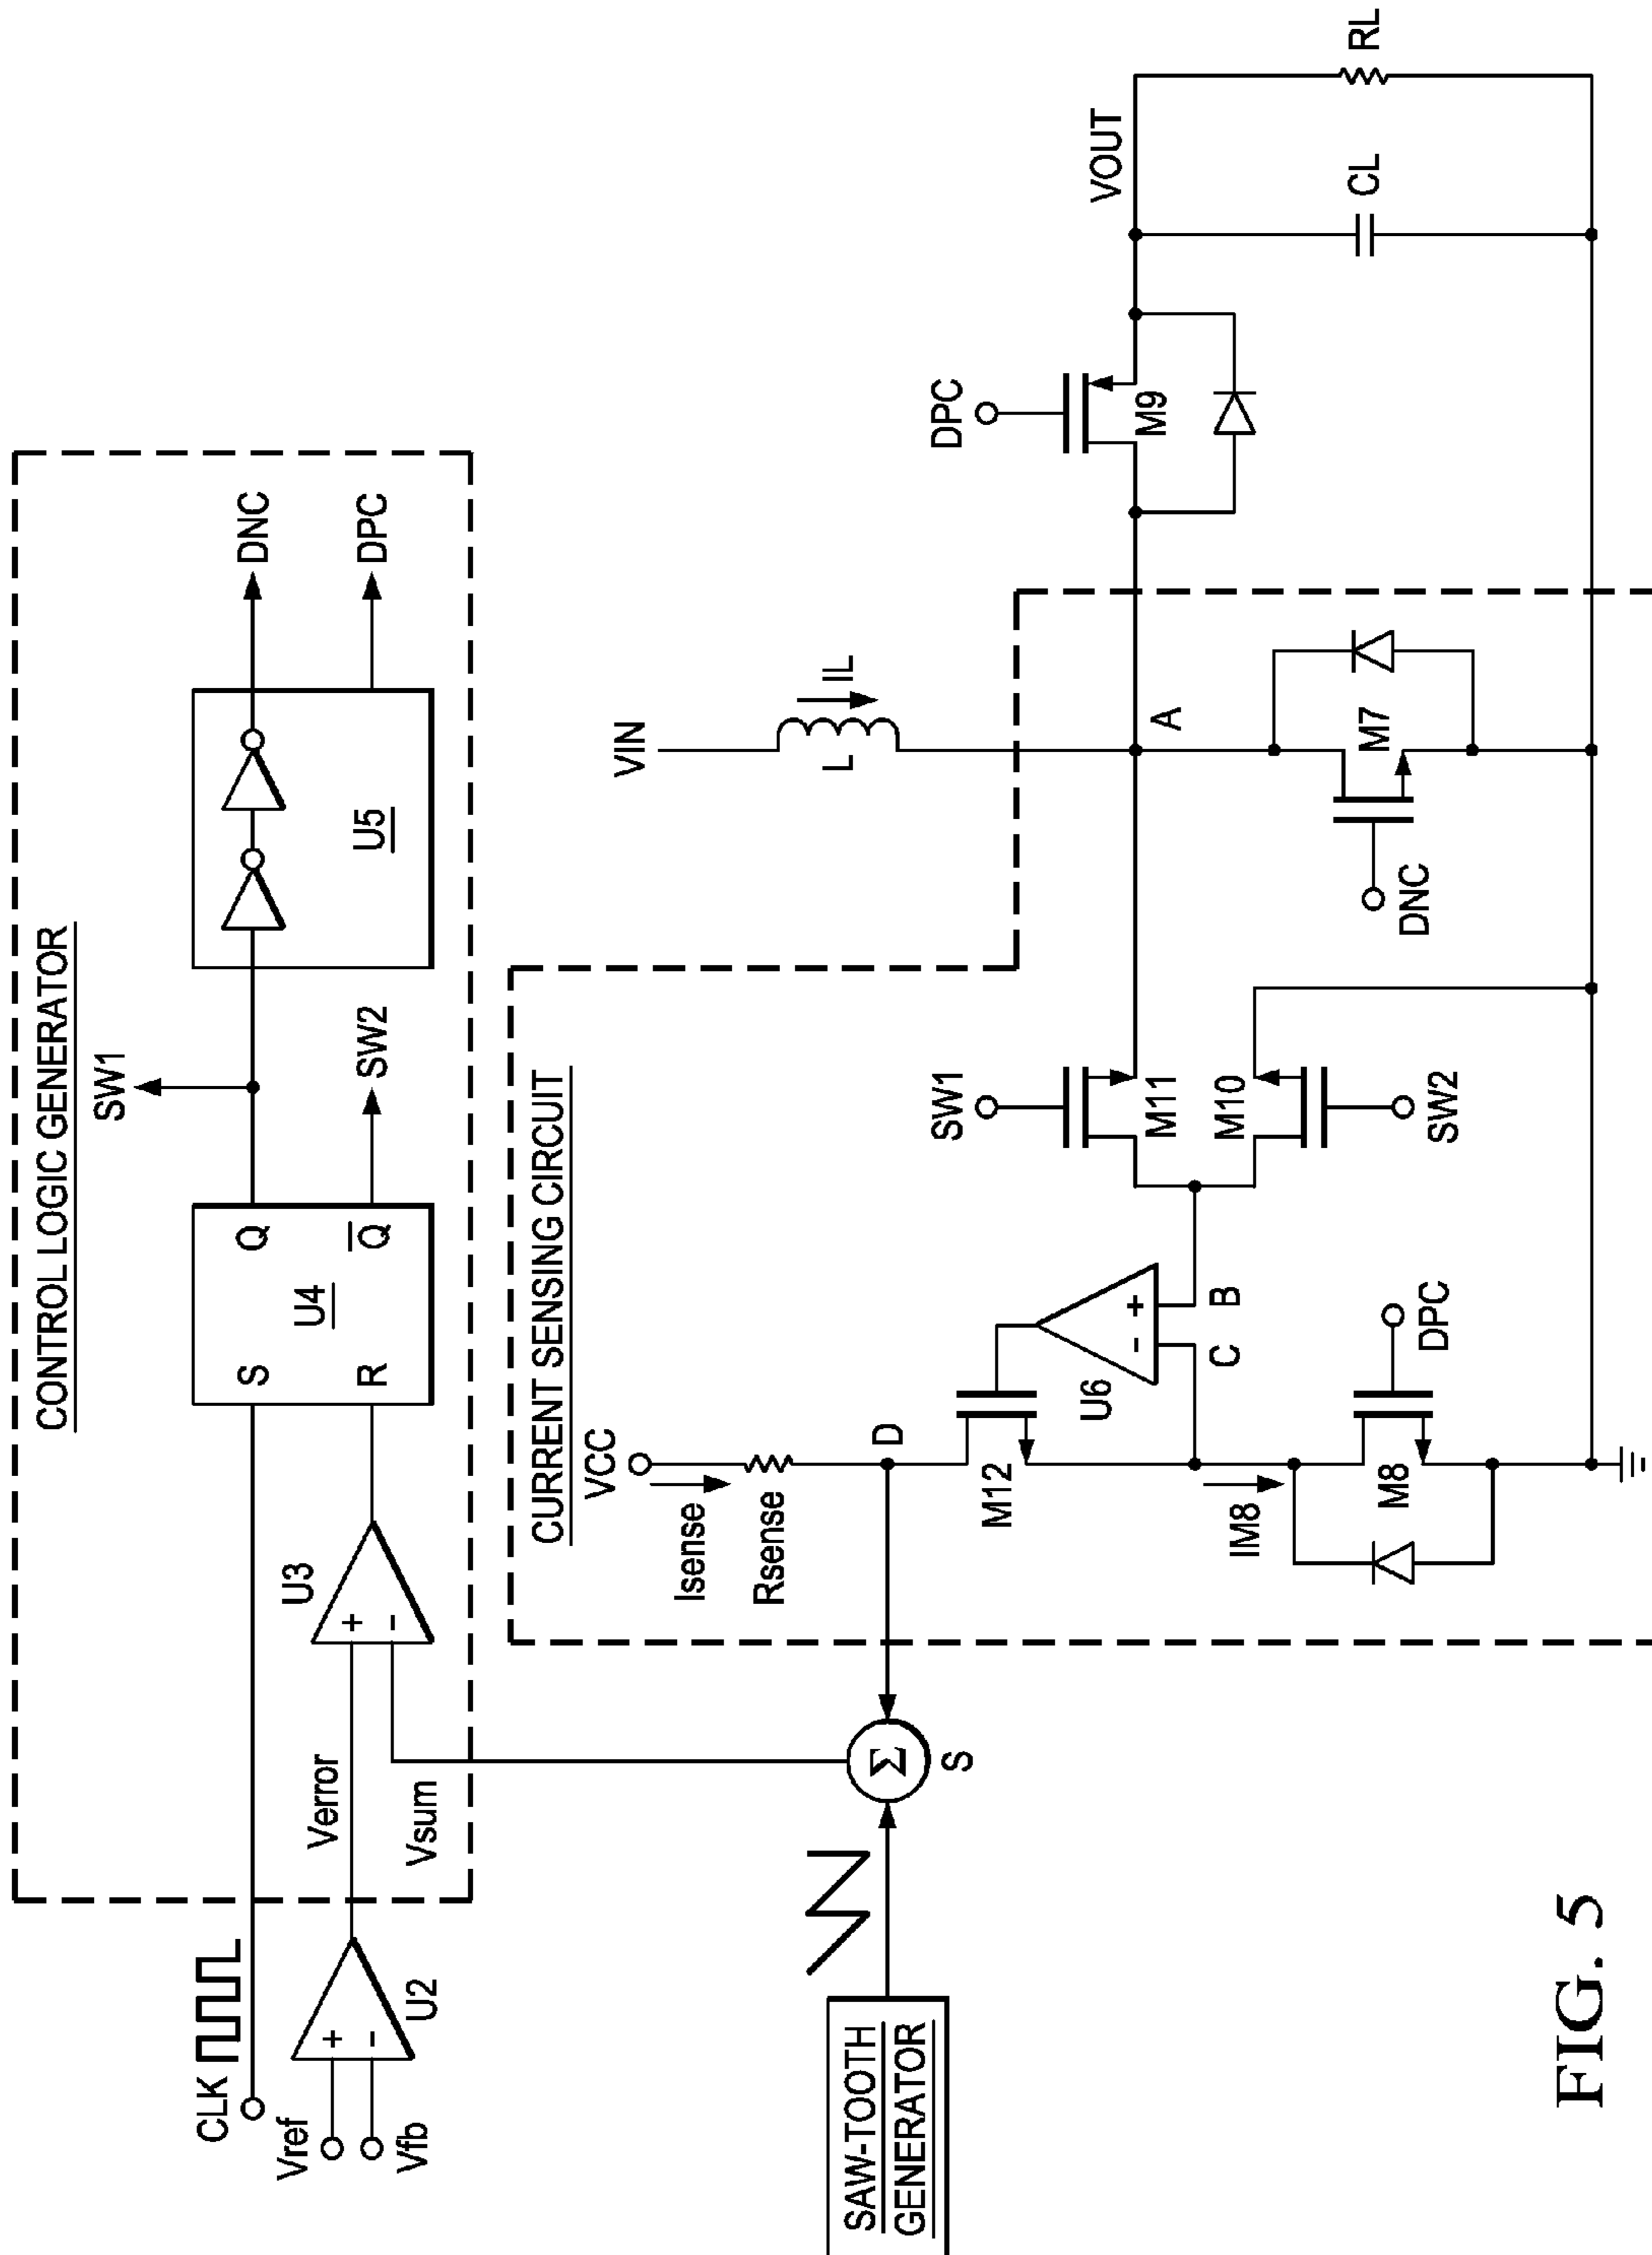 CONTROL LOGIC GENERATOR
CLK
SW1
S
Q
R
Q
U4
SW2
U5
DNC
DPC
Vref
Vfb
+
-
U2
Verror
Vsum
+
-
U3
CURRENT SENSING CIRCUIT
SAW-TOOTH
GENERATOR
Σ
S
VCC
Isense
Rsense
D
M12
U6
-
+
C
B
IM8
M8
DPC
SW1
M11
M10
SW2
VIN
L
IL
A
M7
DNC
DPC
M9
VOUT
CL
RL
FIG. 5